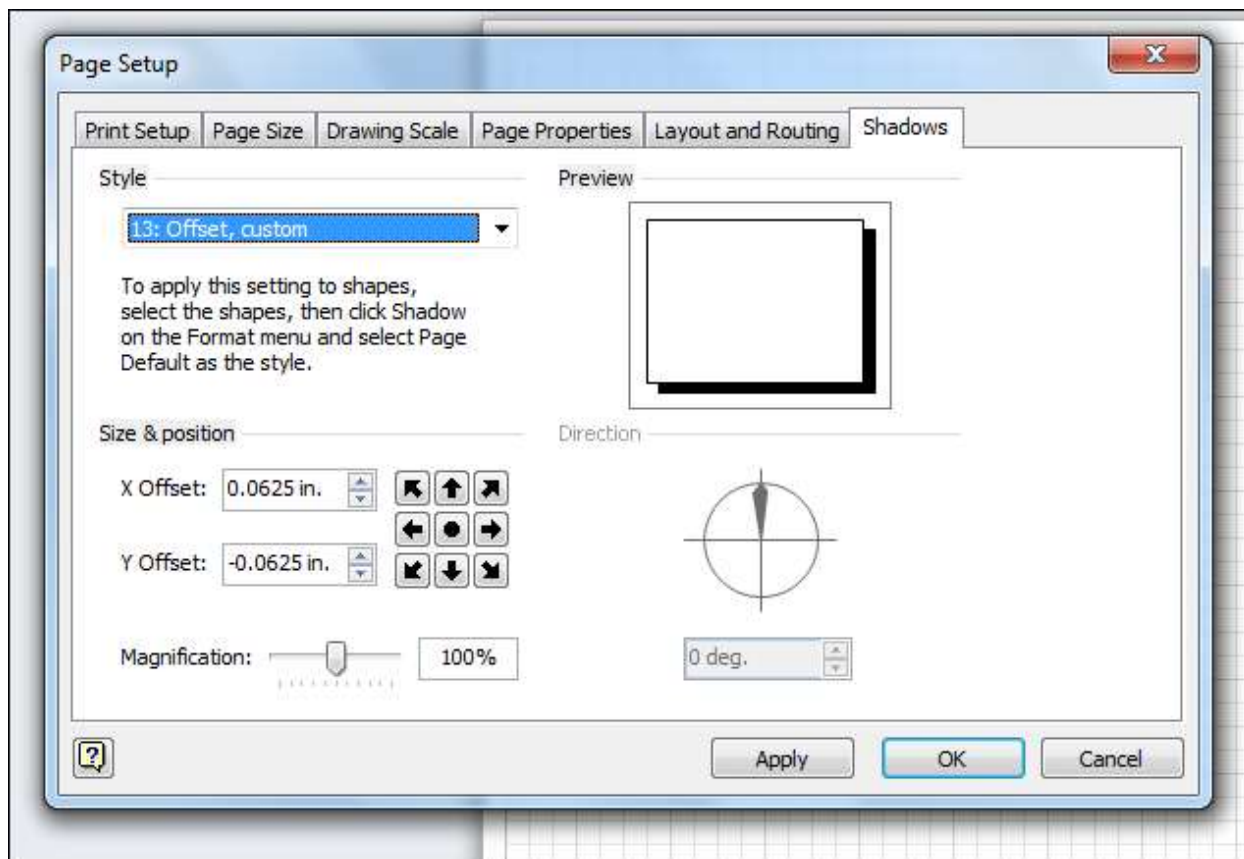 Page Setup
Print Setup Page Size Drawing Scale Page Properties Layout and Routing Shadows
Style
13: Offset, custom
To apply this setting to shapes,
select the shapes, then click Shadow
on the Format menu and select Page
Default as the style.
Preview
Size & position
X Offset: 0.0625 in.
Y Offset: -0.0625 in.
Magnification: 100%
Direction
0 deg.
?
Apply OK Cancel